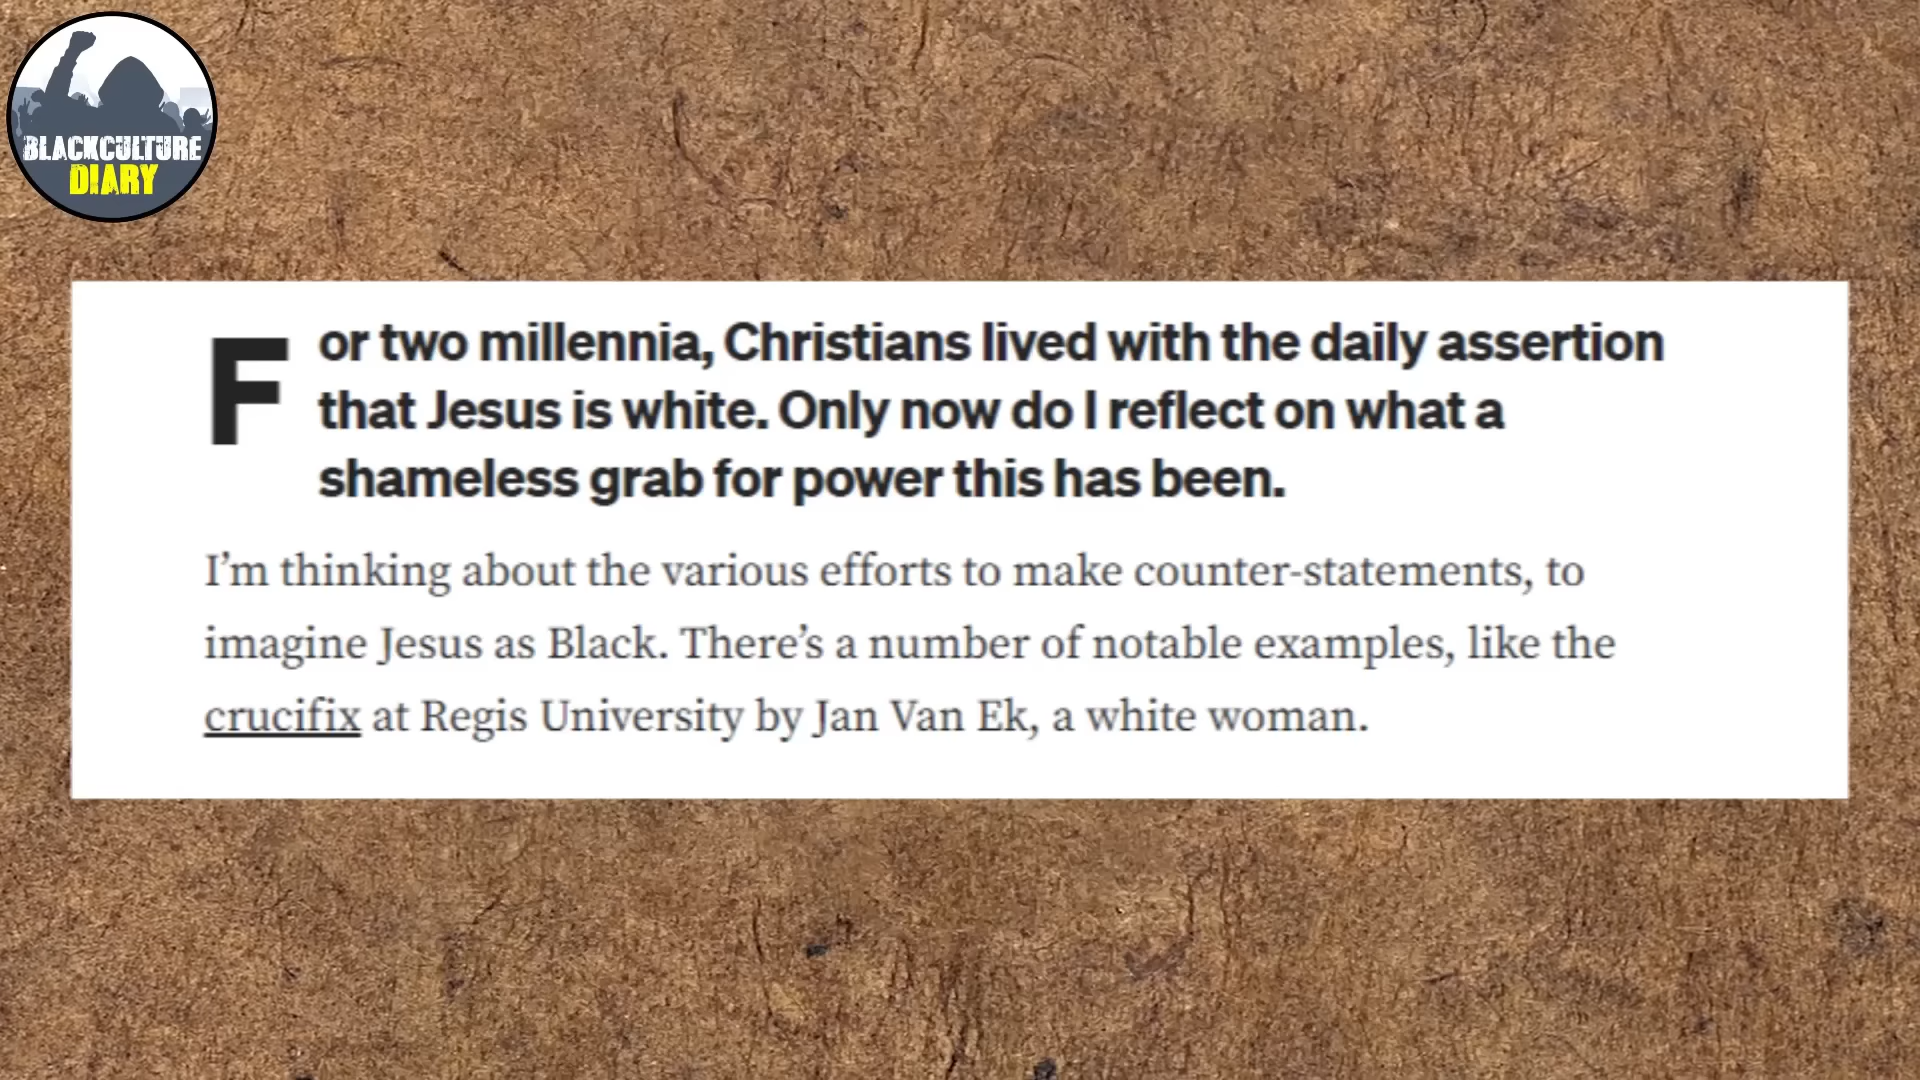 BLACKCULTURE
DIARY
For two millennia, Christians lived with the daily assertion
that Jesus is white. Only now do I reflect on what a
shameless grab for power this has been.
I’m thinking about the various efforts to make counter-statements, to
imagine Jesus as Black. There’s a number of notable examples, like the
crucifix at Regis University by Jan Van Ek, a white woman.